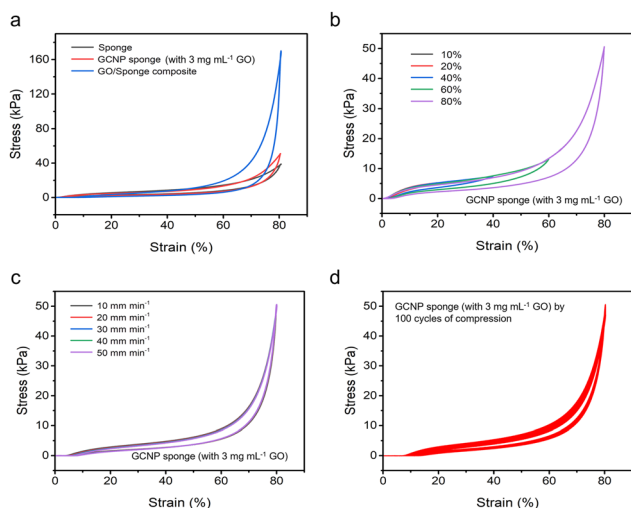 a
Stress (kPa)
160
120
80
40
0
Sponge
GCNP sponge (with 3 mg mL⁻¹ GO)
GO/Sponge composite
0 20 40 60 80
Strain (%)
b
Stress (kPa)
50
40
30
20
10
0
10%
20%
40%
60%
80%
GCNP sponge (with 3 mg mL⁻¹ GO)
0 20 40 60 80
Strain (%)
c
Stress (kPa)
50
40
30
20
10
0
10 mm min⁻¹
20 mm min⁻¹
30 mm min⁻¹
40 mm min⁻¹
50 mm min⁻¹
GCNP sponge (with 3 mg mL⁻¹ GO)
0 20 40 60 80
Strain (%)
d
Stress (kPa)
50
40
30
20
10
0
GCNP sponge (with 3 mg mL⁻¹ GO) by
100 cycles of compression
0 20 40 60 80
Strain (%)